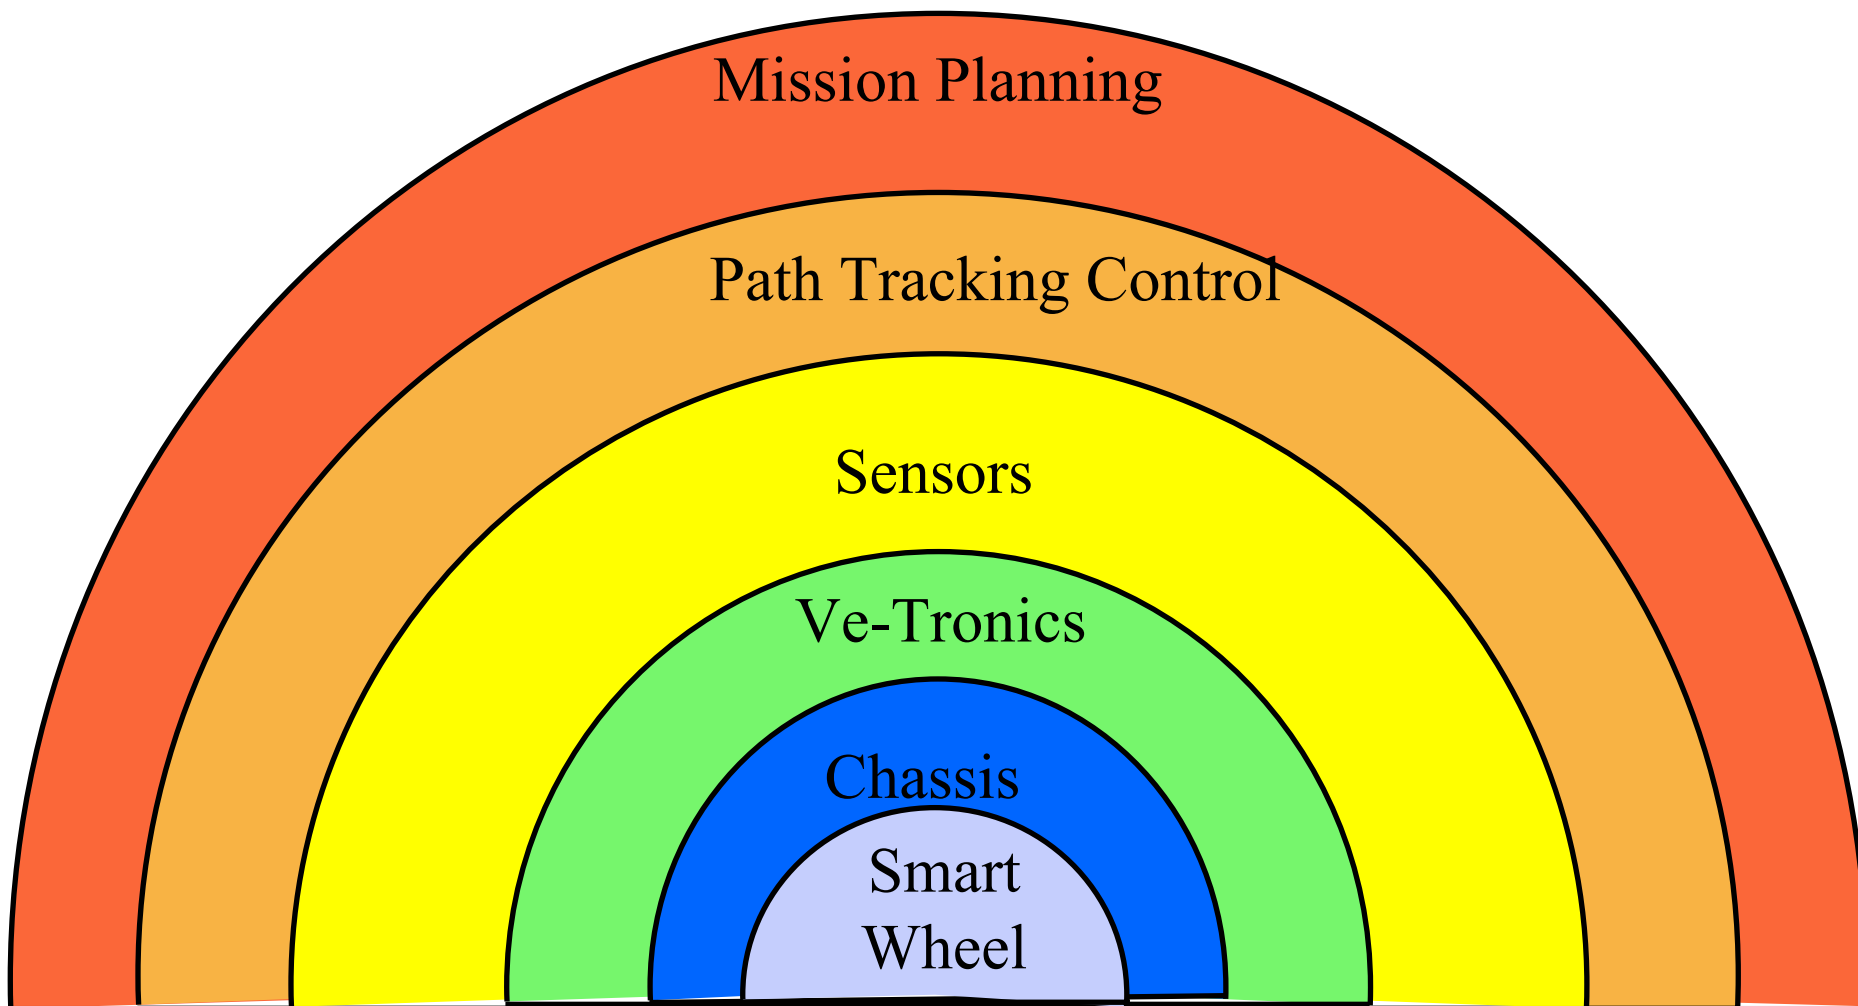 Mission Planning
Path Tracking Control
Sensors
Ve-Tronics
Chassis
Smart
Wheel